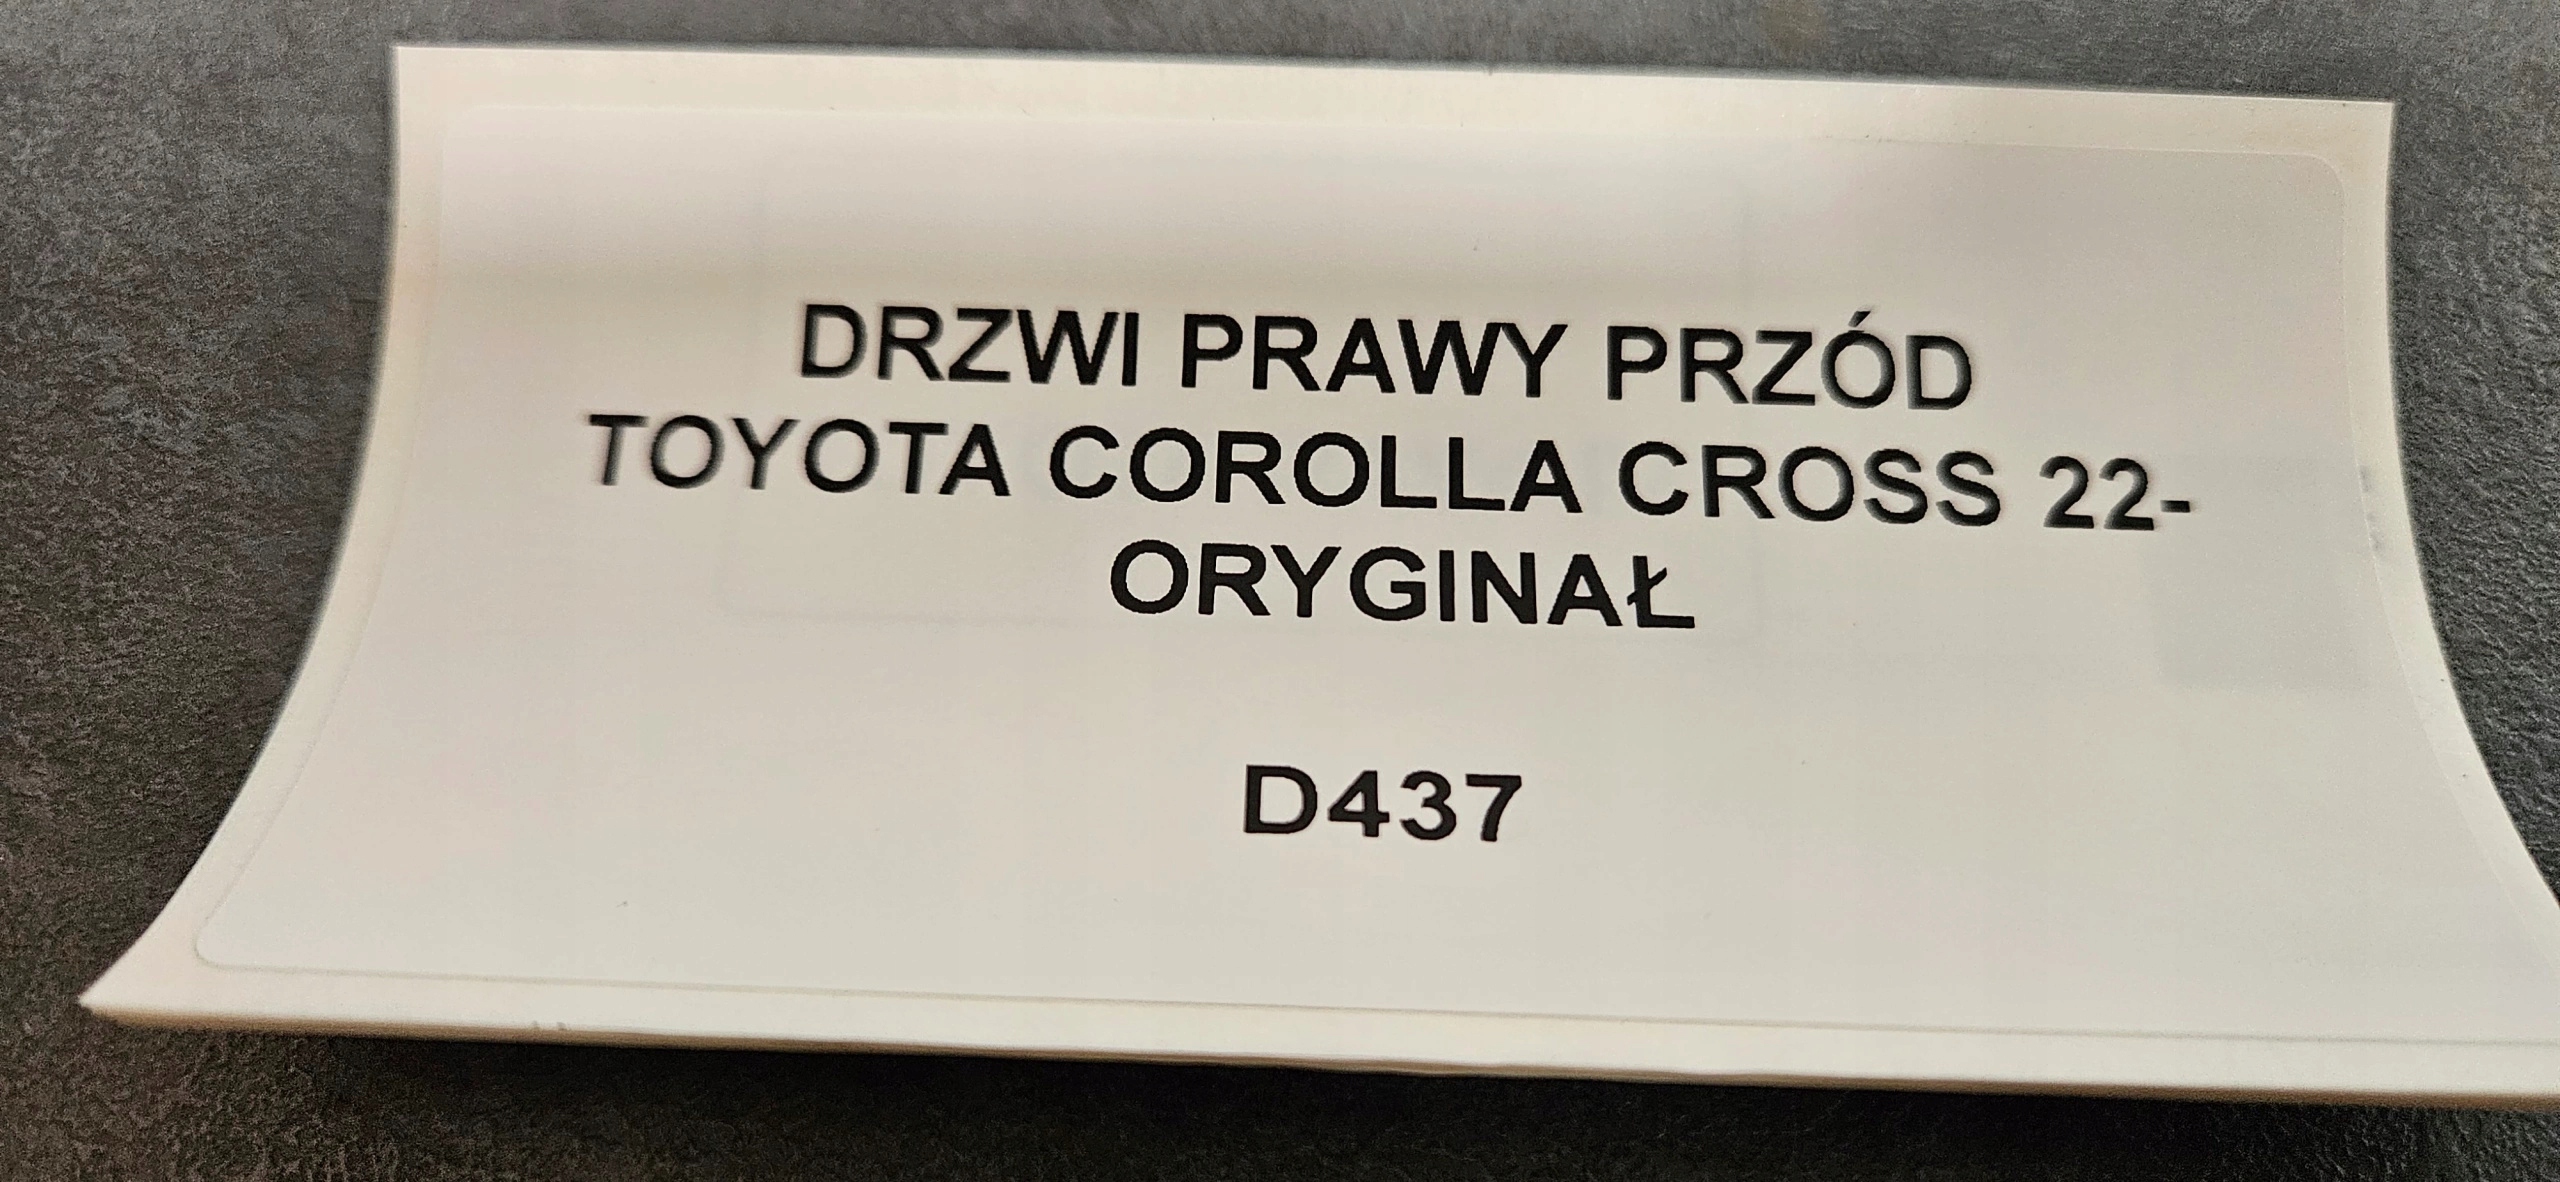 DRZWI PRAWY PRZÓD
TOYOTA COROLLA CROSS 22-
ORYGINAŁ
D437